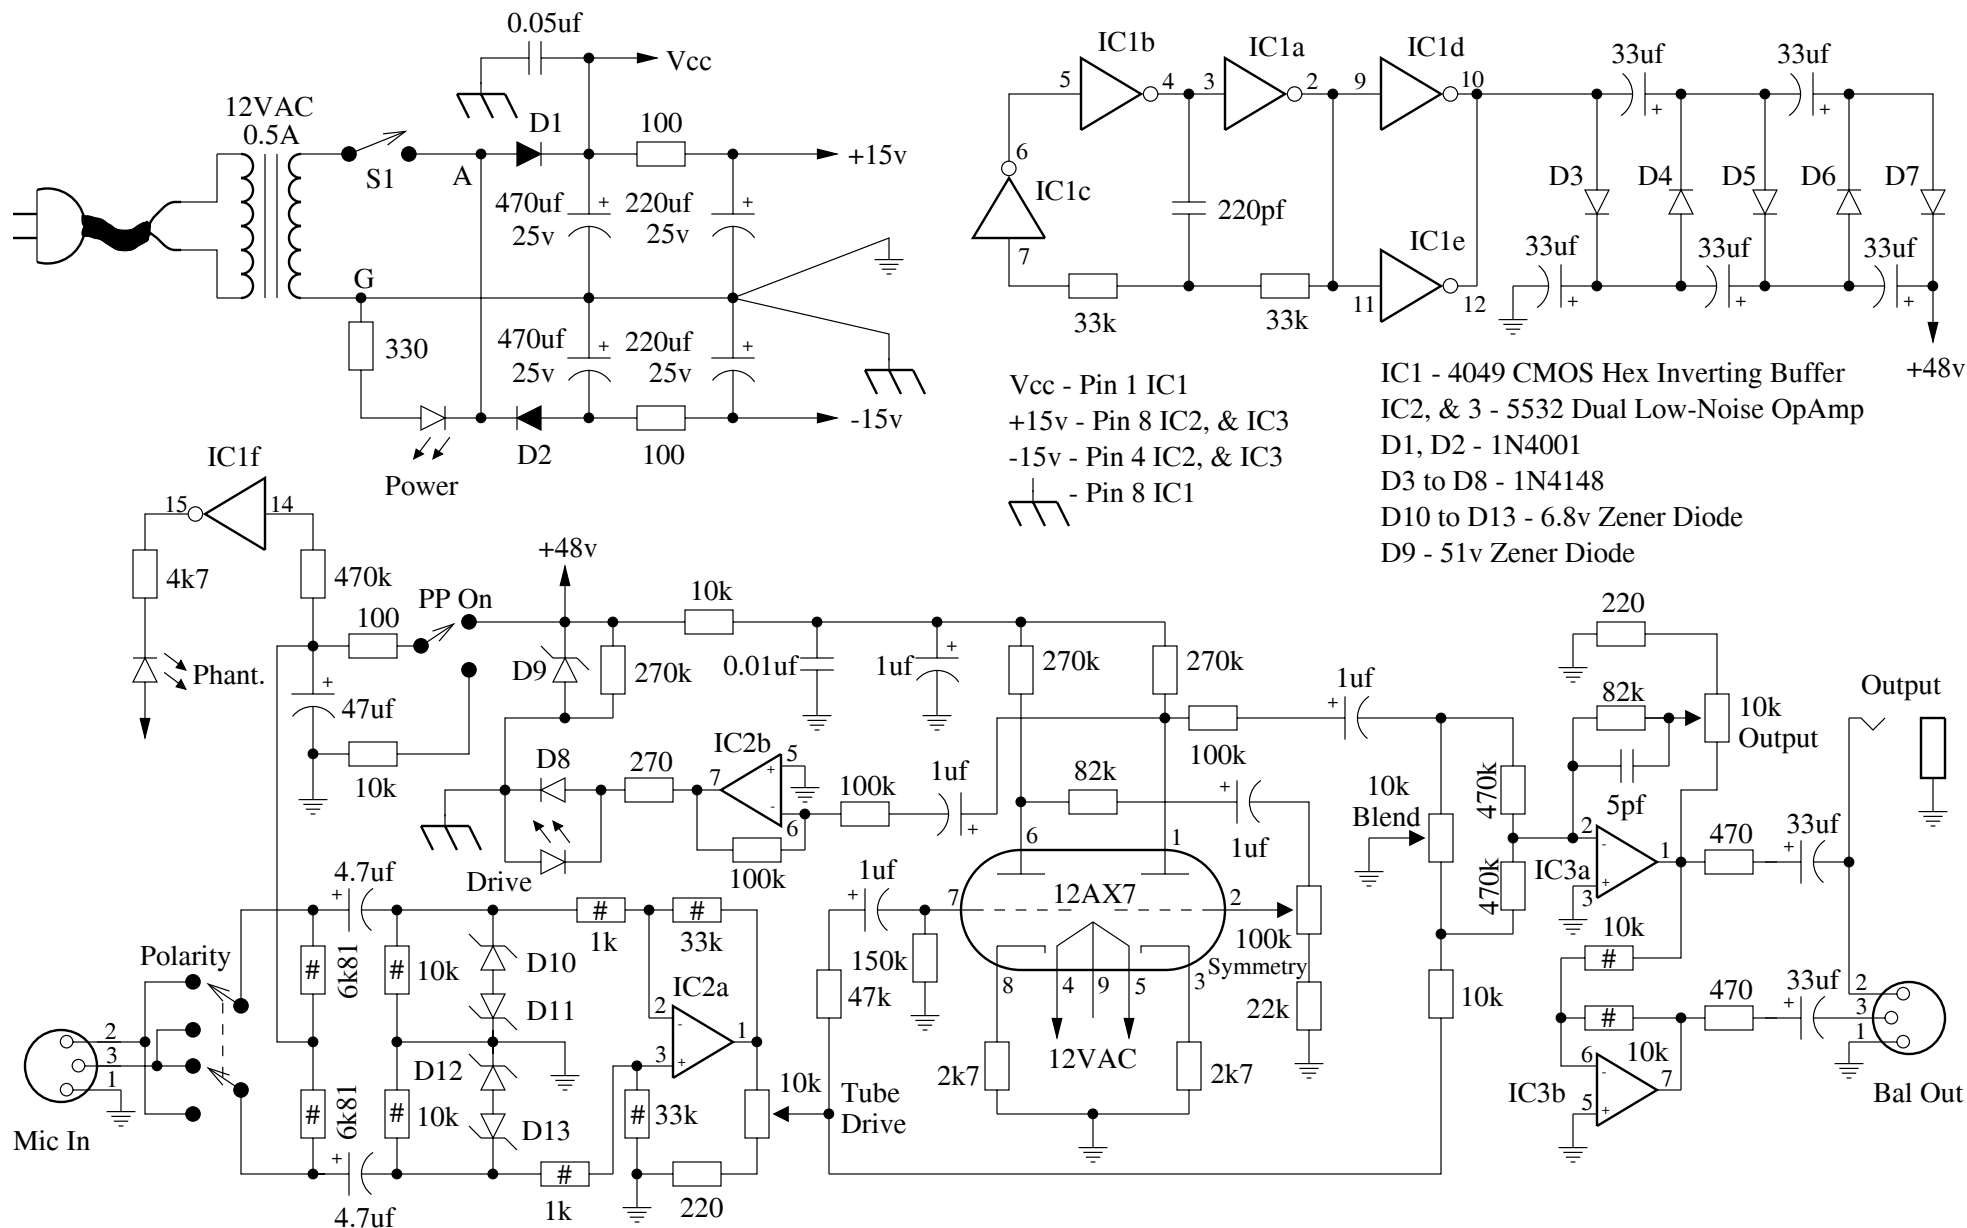 0.05uf
Vcc
12VAC
0.5A
S1
A
D1
100
+15v
470uf
25v
+
220uf
25v
+
G
330
470uf
25v
+
220uf
25v
+
D2
100
-15v
Power
IC1b
5
4
IC1a
3
2
IC1d
9
10
33uf
+
33uf
+
6
IC1c
7
220pf
33k
33k
IC1e
11
12
D3
D4
D5
D6
D7
33uf
+
33uf
+
33uf
+
+48v
Vcc - Pin 1 IC1
+15v - Pin 8 IC2, & IC3
-15v - Pin 4 IC2, & IC3
- Pin 8 IC1
IC1 - 4049 CMOS Hex Inverting Buffer
IC2, & 3 - 5532 Dual Low-Noise OpAmp
D1, D2 - 1N4001
D3 to D8 - 1N4148
D10 to D13 - 6.8v Zener Diode
D9 - 51v Zener Diode
IC1f
15
14
4k7
470k
Phant.
100
PP On
+
47uf
10k
+48v
D9
270k
10k
0.01uf
1uf
+
270k
270k
D8
270
IC2b
7
5
+
-
6
100k
100k
1uf
+
Drive
82k
100k
1uf
+
+
1uf
10k
Blend
470k
470k
10k
220
82k
10k
Output
5pf
2
-
IC3a
+
3
1
470
33uf
+
Output
10k
#
#
10k
6
-
IC3b
5
+
7
470
33uf
+
2
3
1
Bal Out
6
1
12AX7
7
2
8
4
9
5
3
12VAC
1uf
+
150k
47k
2k7
2k7
100k
Symmetry
22k
Polarity
2
3
1
Mic In
4.7uf
+
#
6k81
#
6k81
+
4.7uf
#
10k
#
10k
D10
D11
D12
D13
#
1k
#
33k
#
1k
IC2a
2
-
3
+
1
#
33k
220
10k
Tube
Drive